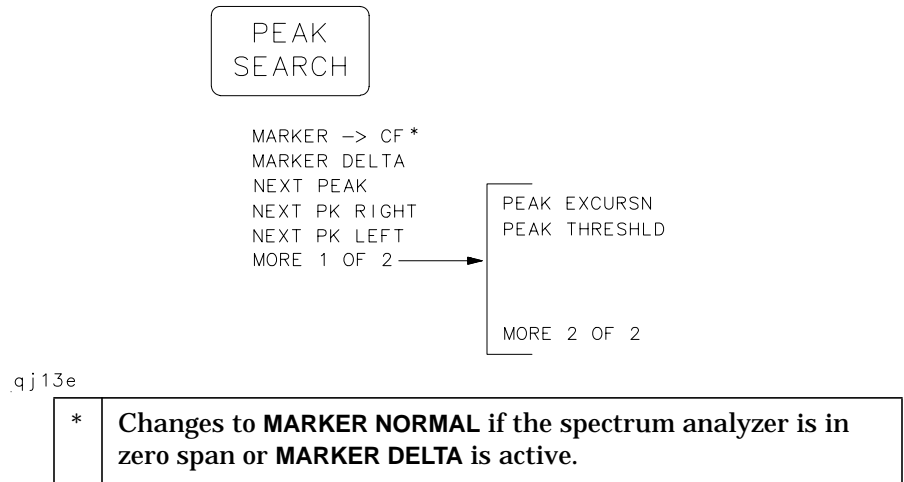 PEAK
SEARCH
MARKER —> CF *
MARKER DELTA
NEXT PEAK
NEXT PK RIGHT
NEXT PK LEFT
MORE 1 OF 2
PEAK EXCURSN
PEAK THRESHLD
MORE 2 OF 2
qj13e
* Changes to MARKER NORMAL if the spectrum analyzer is in
zero span or MARKER DELTA is active.